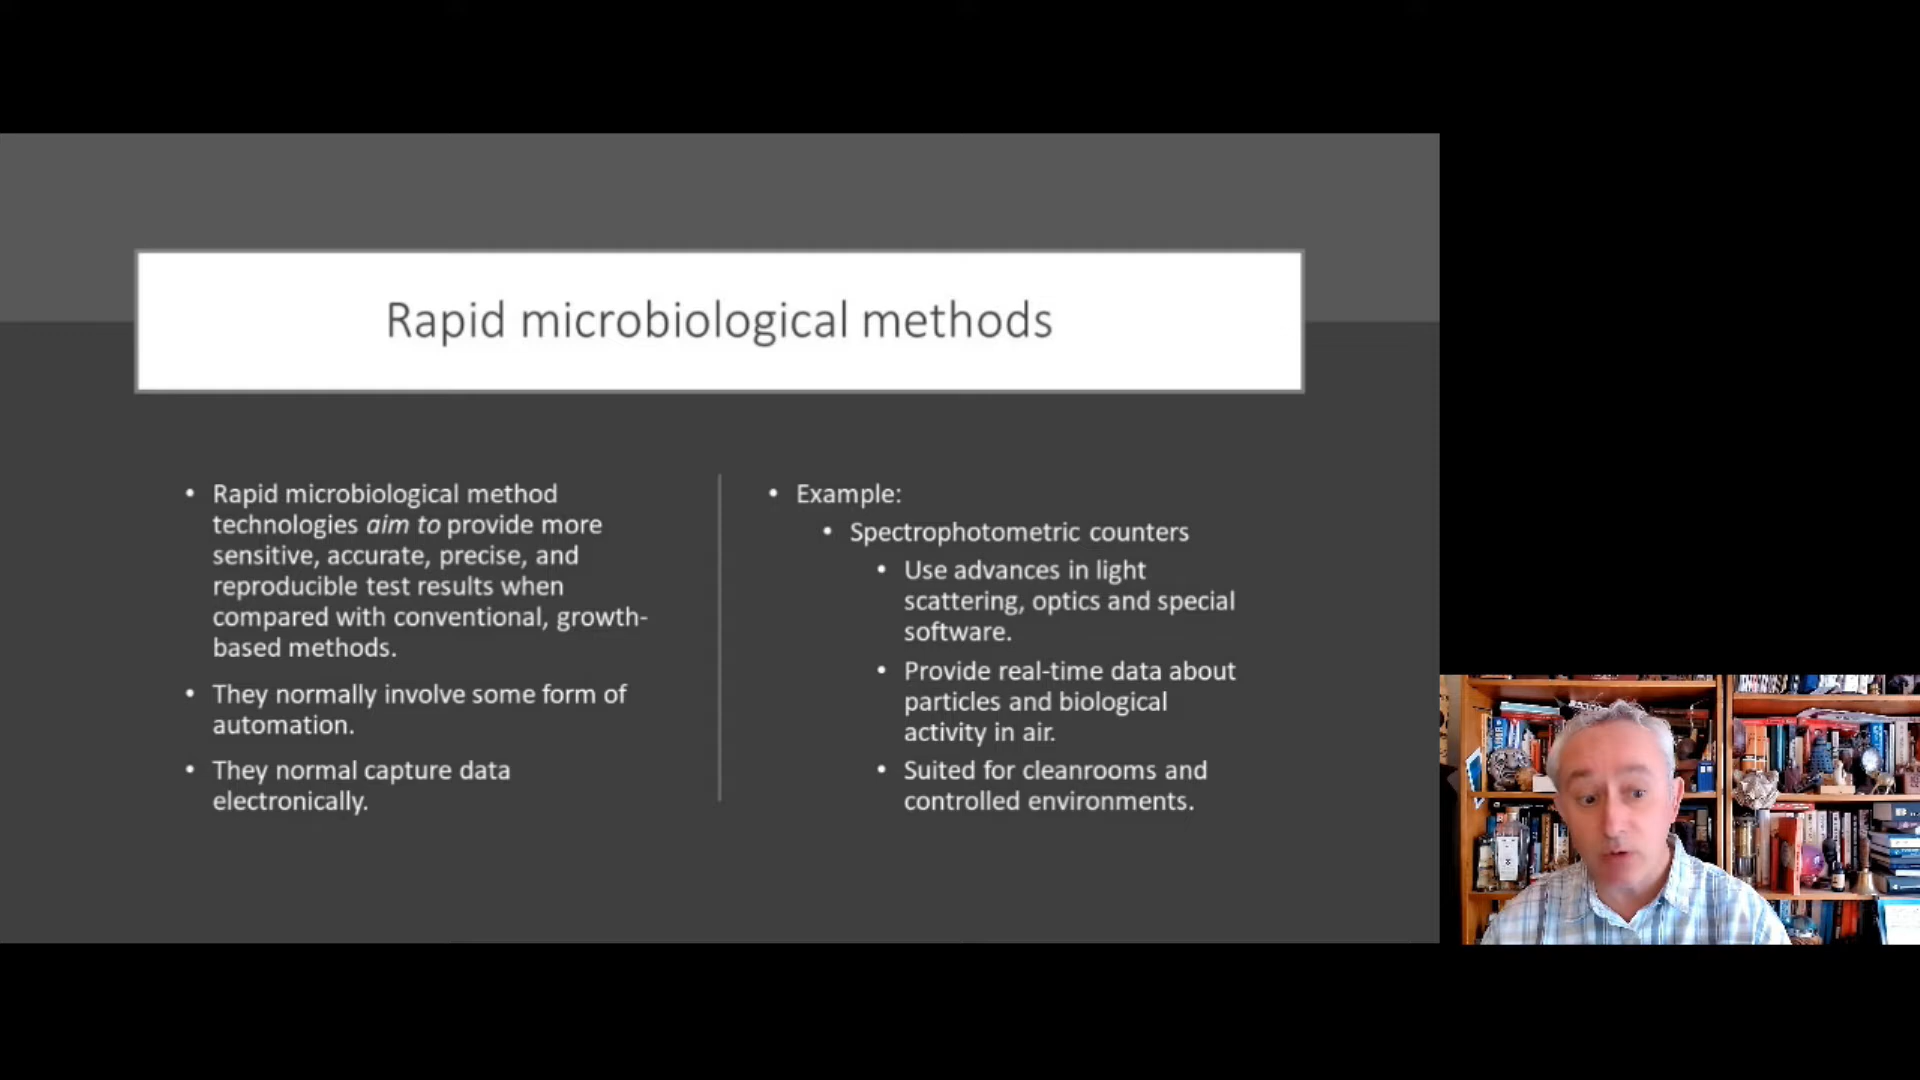 Rapid microbiological methods
• Rapid microbiological method
technologies aim to provide more
sensitive, accurate, precise, and
reproducible test results when
compared with conventional, growth-
based methods.
• They normally involve some form of
automation.
• They normal capture data
electronically.
• Example:
• Spectrophotometric counters
• Use advances in light
scattering, optics and special
software.
• Provide real-time data about
particles and biological
activity in air.
• Suited for cleanrooms and
controlled environments.